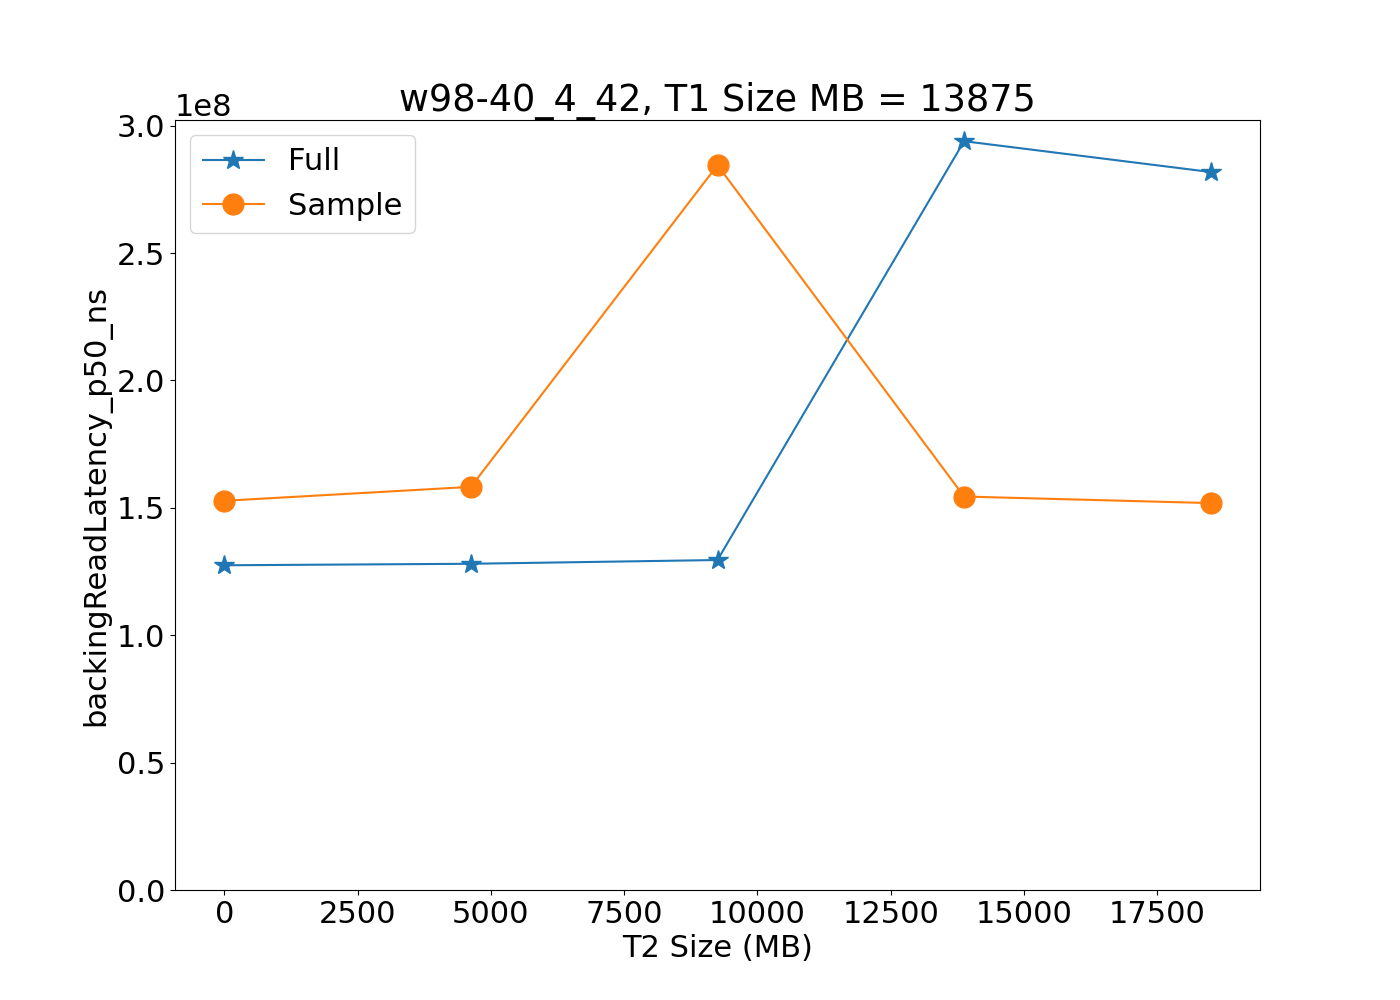 w98-40_4_42, T1 Size MB = 13875
1e8
3.0
2.5
2.0
1.5
1.0
0.5
0.0
backingReadLatency_p50_ns
Full
Sample
0 2500 5000 7500 10000 12500 15000 17500
T2 Size (MB)